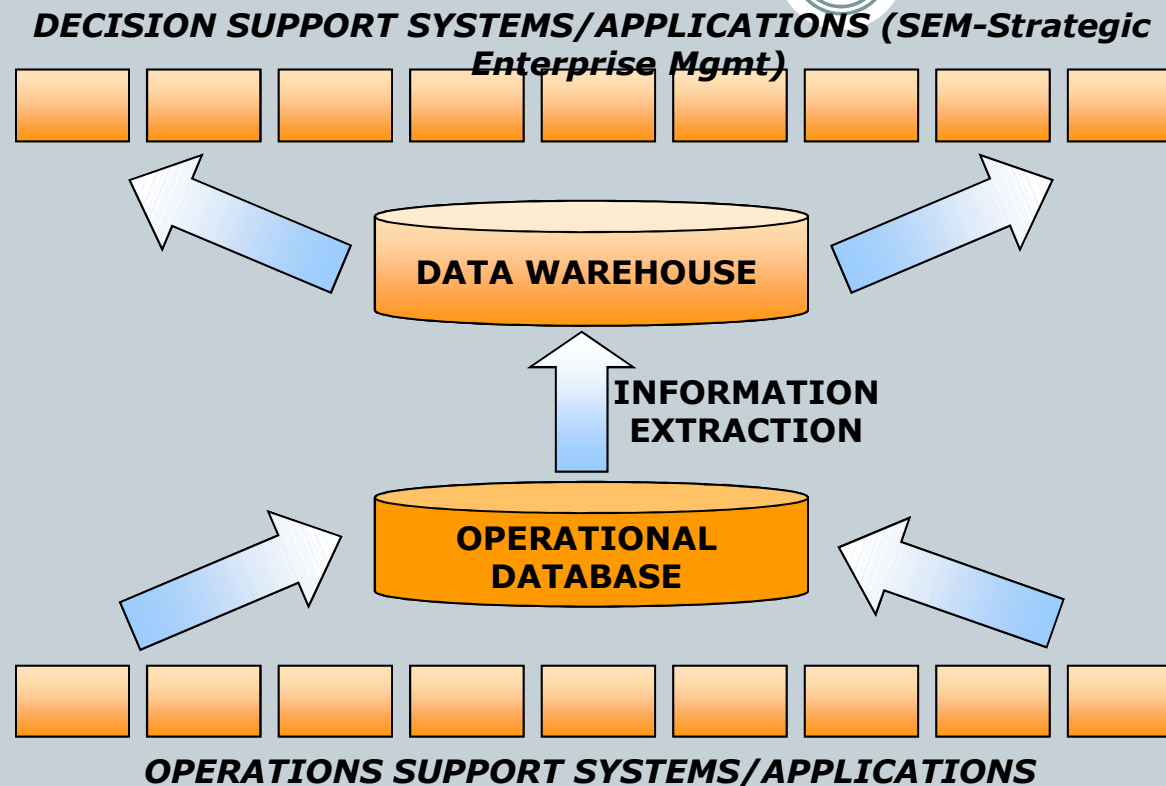 DECISION SUPPORT SYSTEMS/APPLICATIONS (SEM-Strategic
Enterprise Mgmt)
DATA WAREHOUSE
INFORMATION
EXTRACTION
OPERATIONAL
DATABASE
OPERATIONS SUPPORT SYSTEMS/APPLICATIONS